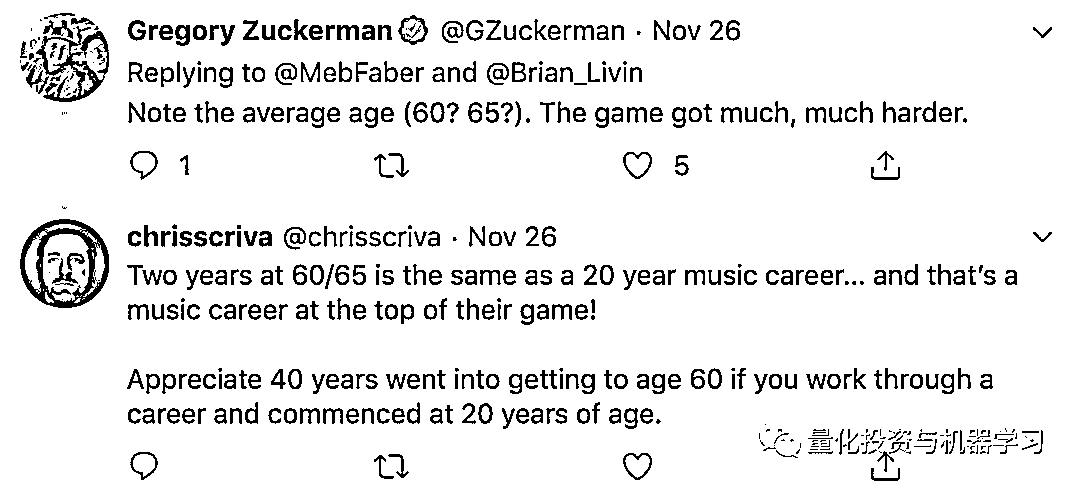 Gregory Zuckerman @GZuckerman · Nov 26
Replying to @MebFaber and @Brian_Livin
Note the average age (60? 65?). The game got much, much harder.
1 5
chrisscriva @chrisscriva · Nov 26
Two years at 60/65 is the same as a 20 year music career... and that's a
music career at the top of their game!
Appreciate 40 years went into getting to age 60 if you work through a
career and commenced at 20 years of age.
量化投资与机器学习